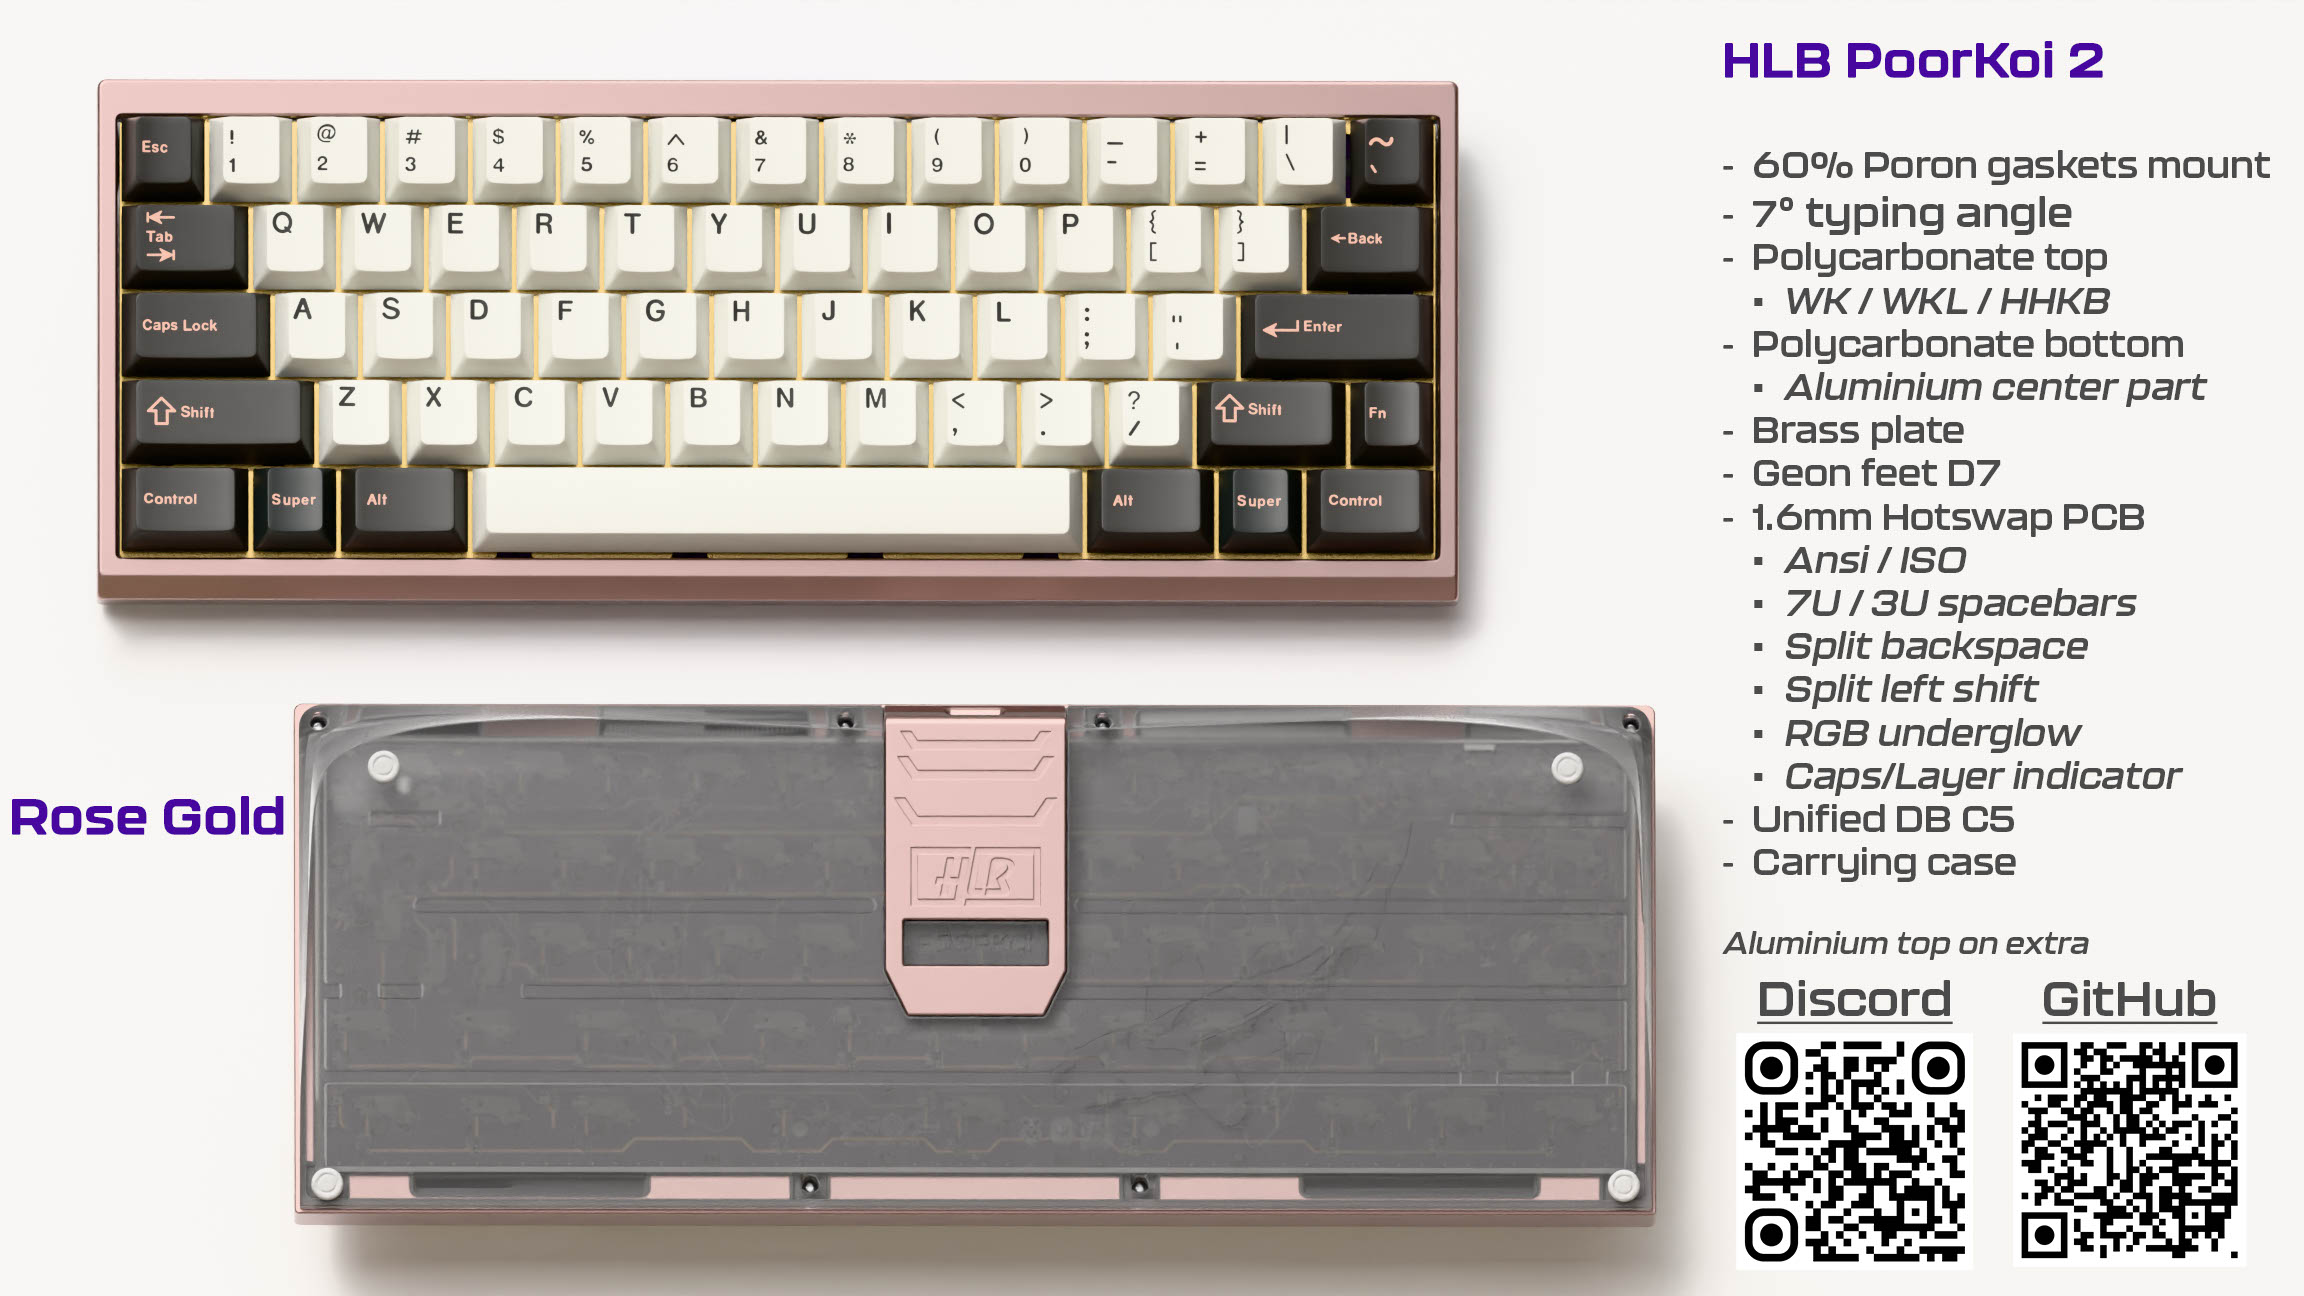 HLB PoorKoi 2
- 60% Poron gaskets mount
- 7° typing angle
- Polycarbonate top
▪ WK / WKL / HHKB
- Polycarbonate bottom
▪ Aluminium center part
- Brass plate
- Geon feet D7
- 1.6mm Hotswap PCB
▪ Ansi / ISO
▪ 7U / 3U spacebars
▪ Split backspace
▪ Split left shift
▪ RGB underglow
▪ Caps/Layer indicator
- Unified DB C5
- Carrying case
Aluminium top on extra
Discord GitHub
Rose Gold
Esc ! 1 @ 2 # 3 $ 4 % 5 ^ 6 & 7 * 8 ( 9 ) 0 _ - + = | \ ~ `
Tab Q W E R T Y U I O P { [ } ] ←Back
Caps Lock A S D F G H J K L : ; " ' Enter
Shift Z X C V B N M < , > . ? / Shift Fn
Control Super Alt Alt Super Control
HLB